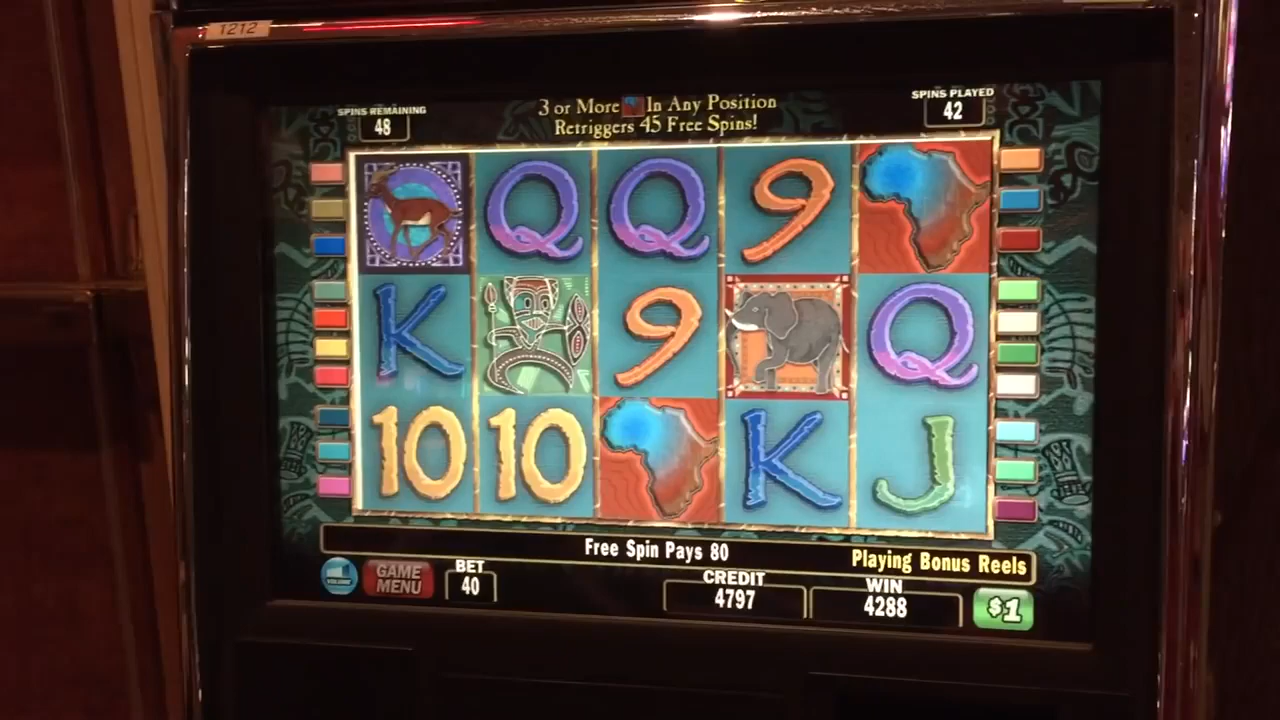 1212
SPINS REMAINING
48
3 or More In Any Position
Retriggers 45 Free Spins!
SPINS PLAYED
42
Q Q 9
K 9 Q
10 10 K J
Free Spin Pays 80
Playing Bonus Reels
VOLUME
GAME
MENU
BET
40
CREDIT
4797
WIN
4288
$1